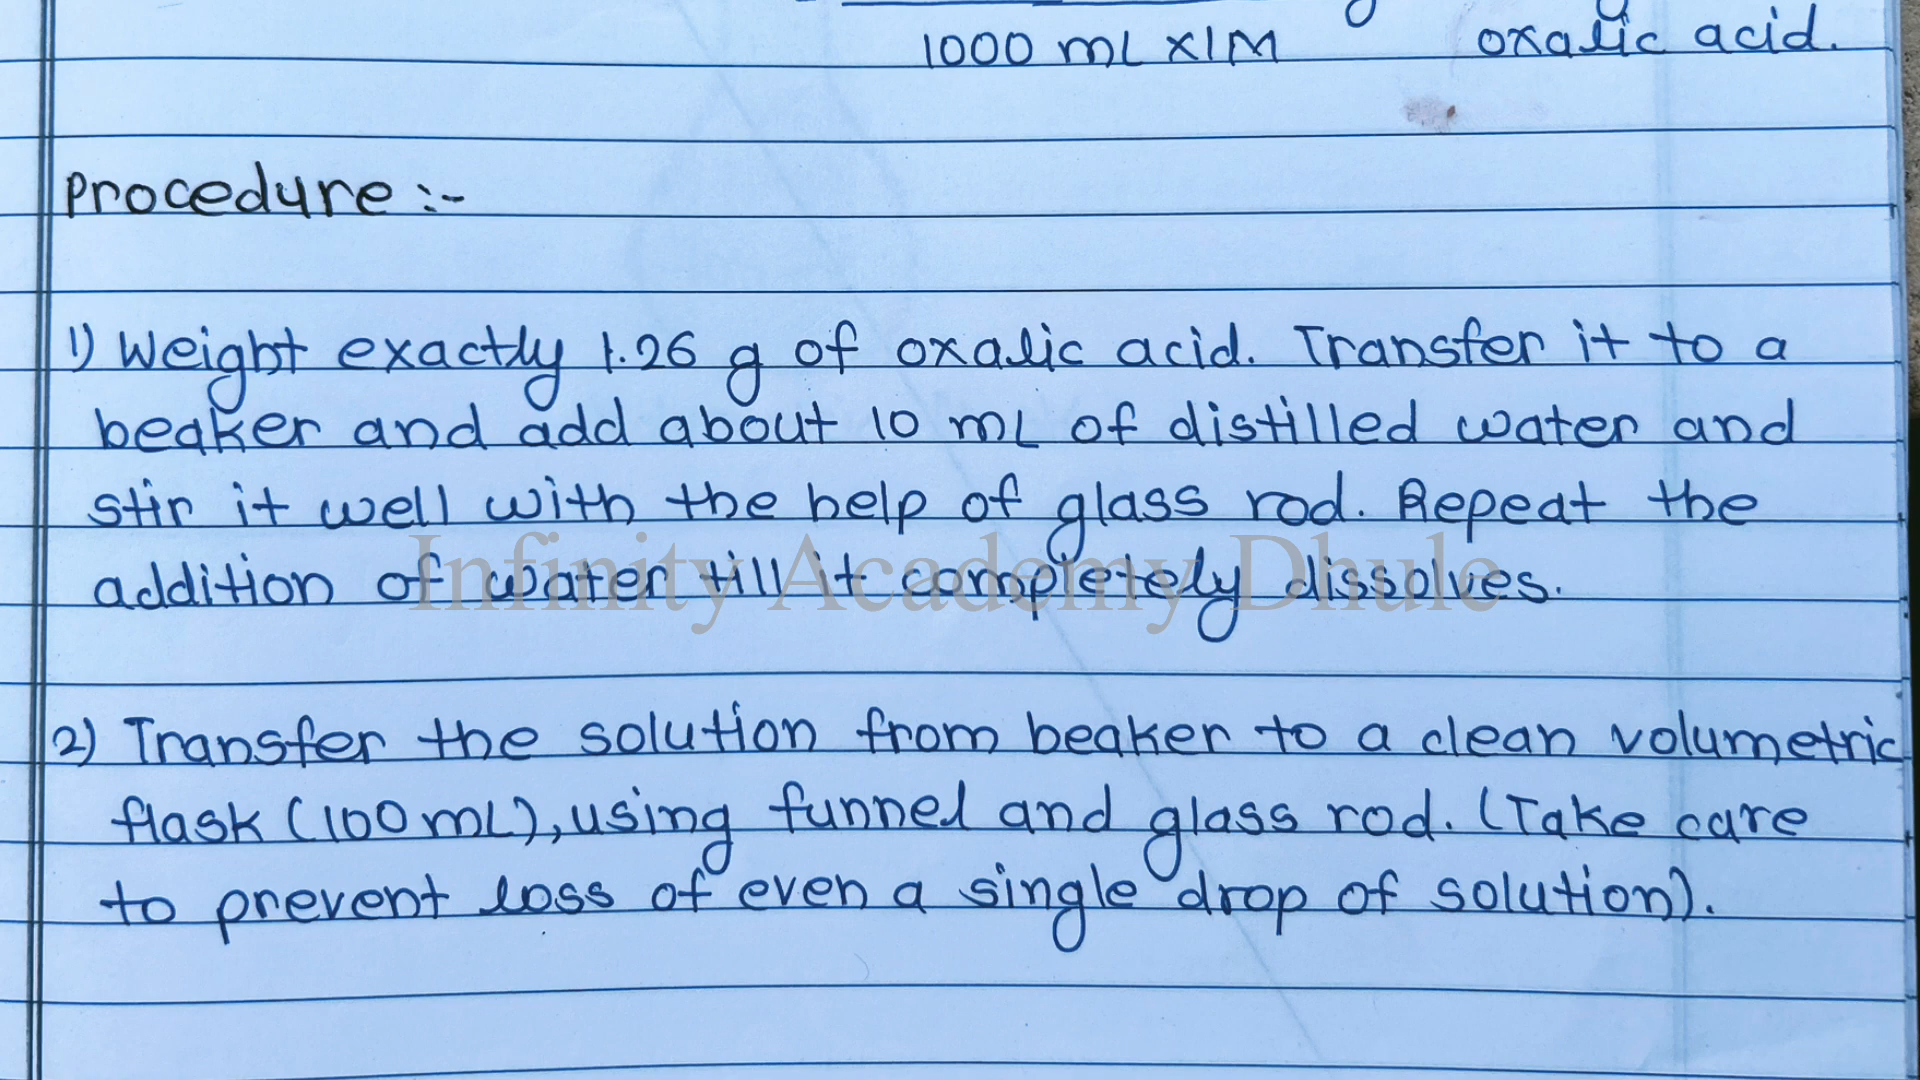 1000 mL x 1M oxalic acid.
Procedure :-
1) Weight exactly 1.26 g of oxalic acid. Transfer it to a
beaker and add about 10 mL of distilled water and
stir it well with the help of glass rod. Repeat the
addition of water till it completely dissolves.
Infinity Academy Dhule
2) Transfer the solution from beaker to a clean volumetric
flask (100 mL), using funnel and glass rod. (Take care
to prevent loss of even a single drop of solution).